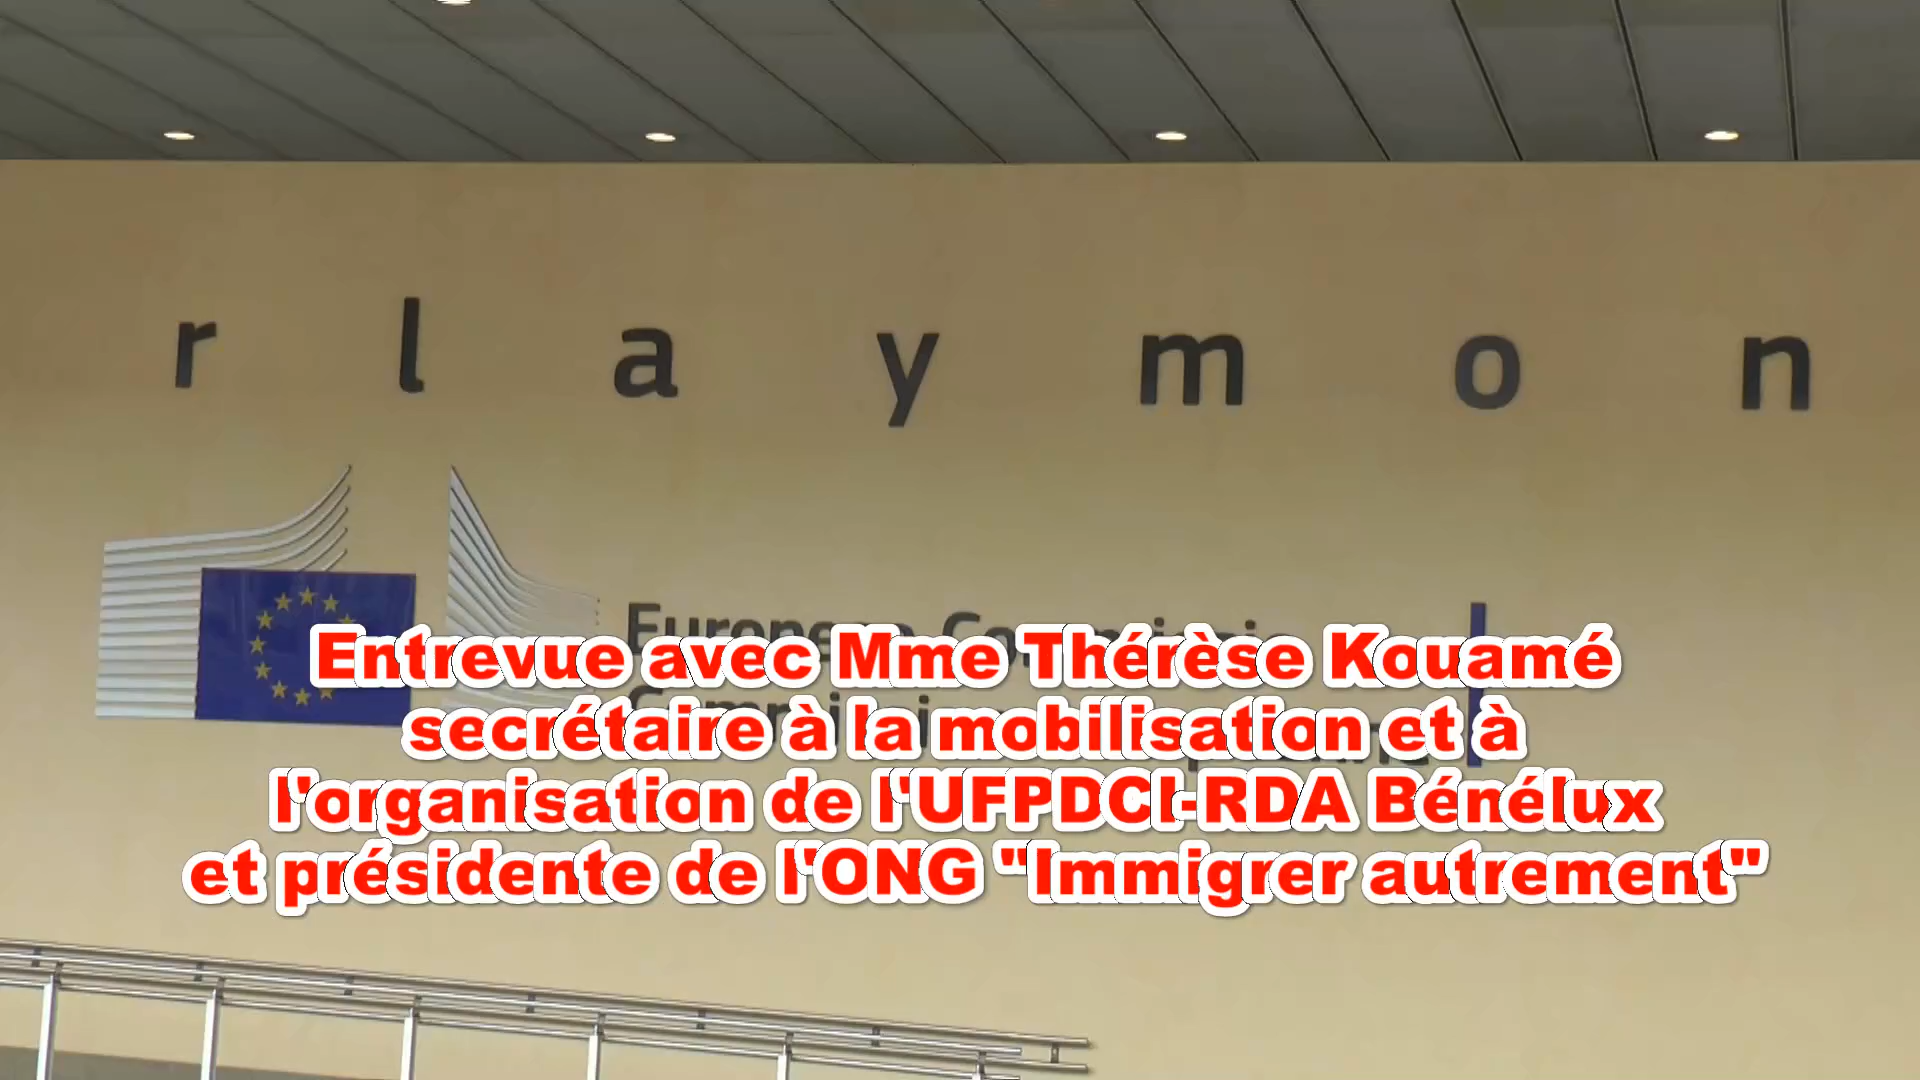 r l a y m o n
European
Entrevue avec Mme Thérèse Kouamé
secrétaire à la mobilisation et à
l'organisation de l'UFPDCI-RDA Bénélux
et présidente de l'ONG "Immigrer autrement"